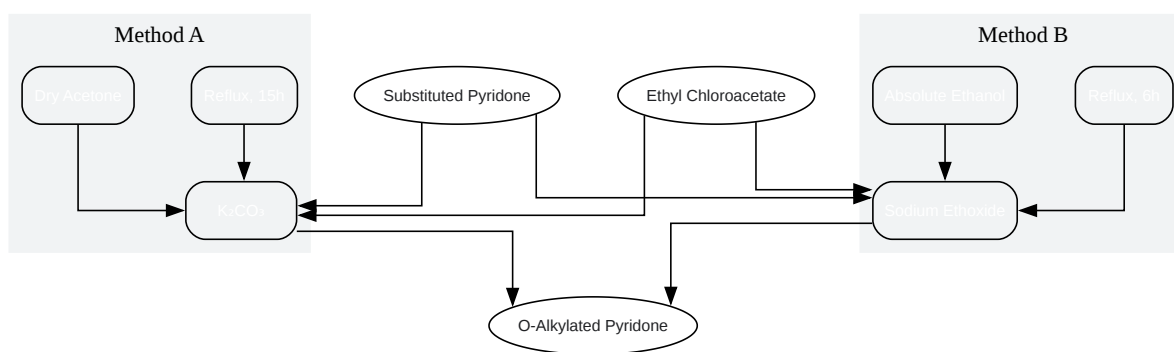 Method A
Method B
Dry Acetone
Reflux, 15h
Substituted Pyridone
Ethyl Chloroacetate
Absolute Ethanol
Reflux, 6h
K₂CO₃
Sodium Ethoxide
O-Alkylated Pyridone